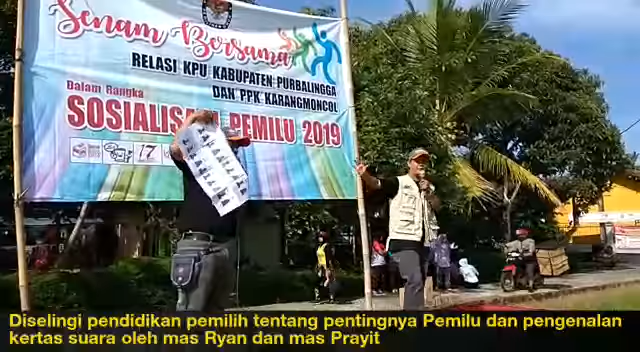 Senam Bersama
RELASI KPU KABUPATEN PURBALINGGA
DAN PPK KARANGMONCOL
Dalam Rangka
SOSIALISASI PEMILU 2019
17
Diselingi pendidikan pemilih tentang pentingnya Pemilu dan pengenalan
kertas suara oleh mas Ryan dan mas Prayit